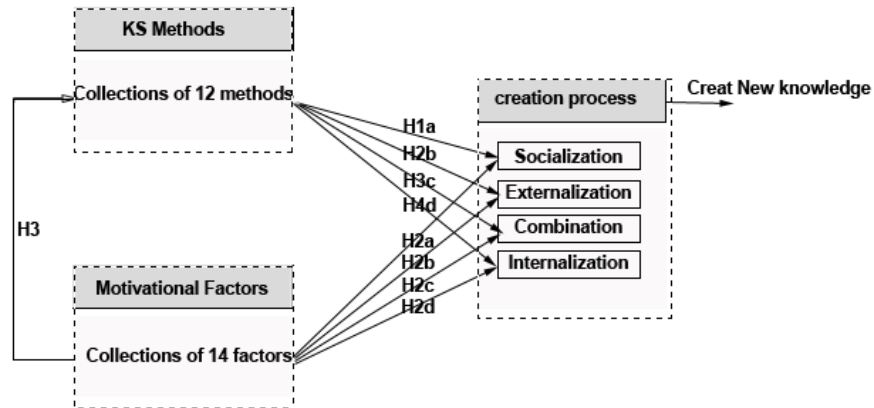 KS Methods
Collections of 12 methods
creation process
Creat New knowledge
H1a
H2b
H3c
H4d
Socialization
Externalization
Combination
Internalization
H3
H2a
H2b
H2c
H2d
Motivational Factors
Collections of 14 factors